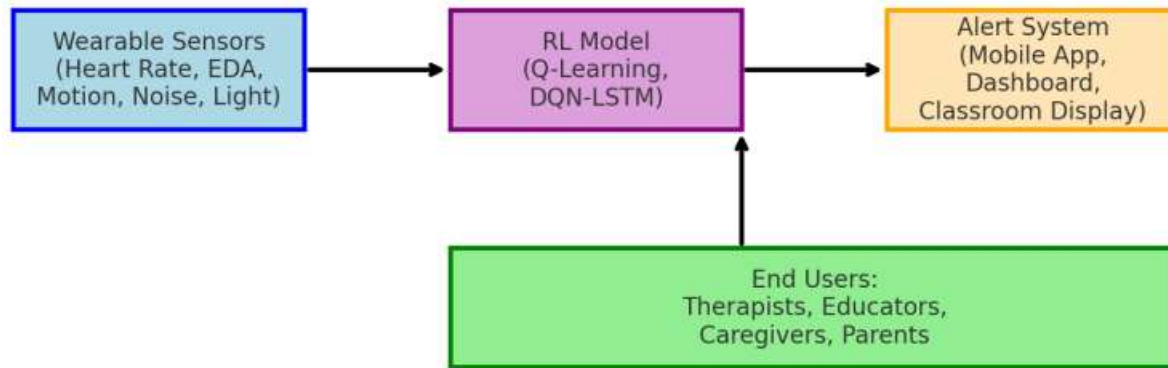 Wearable Sensors
(Heart Rate, EDA,
Motion, Noise, Light)
RL Model
(Q-Learning,
DQN-LSTM)
Alert System
(Mobile App,
Dashboard,
Classroom Display)
End Users:
Therapists, Educators,
Caregivers, Parents